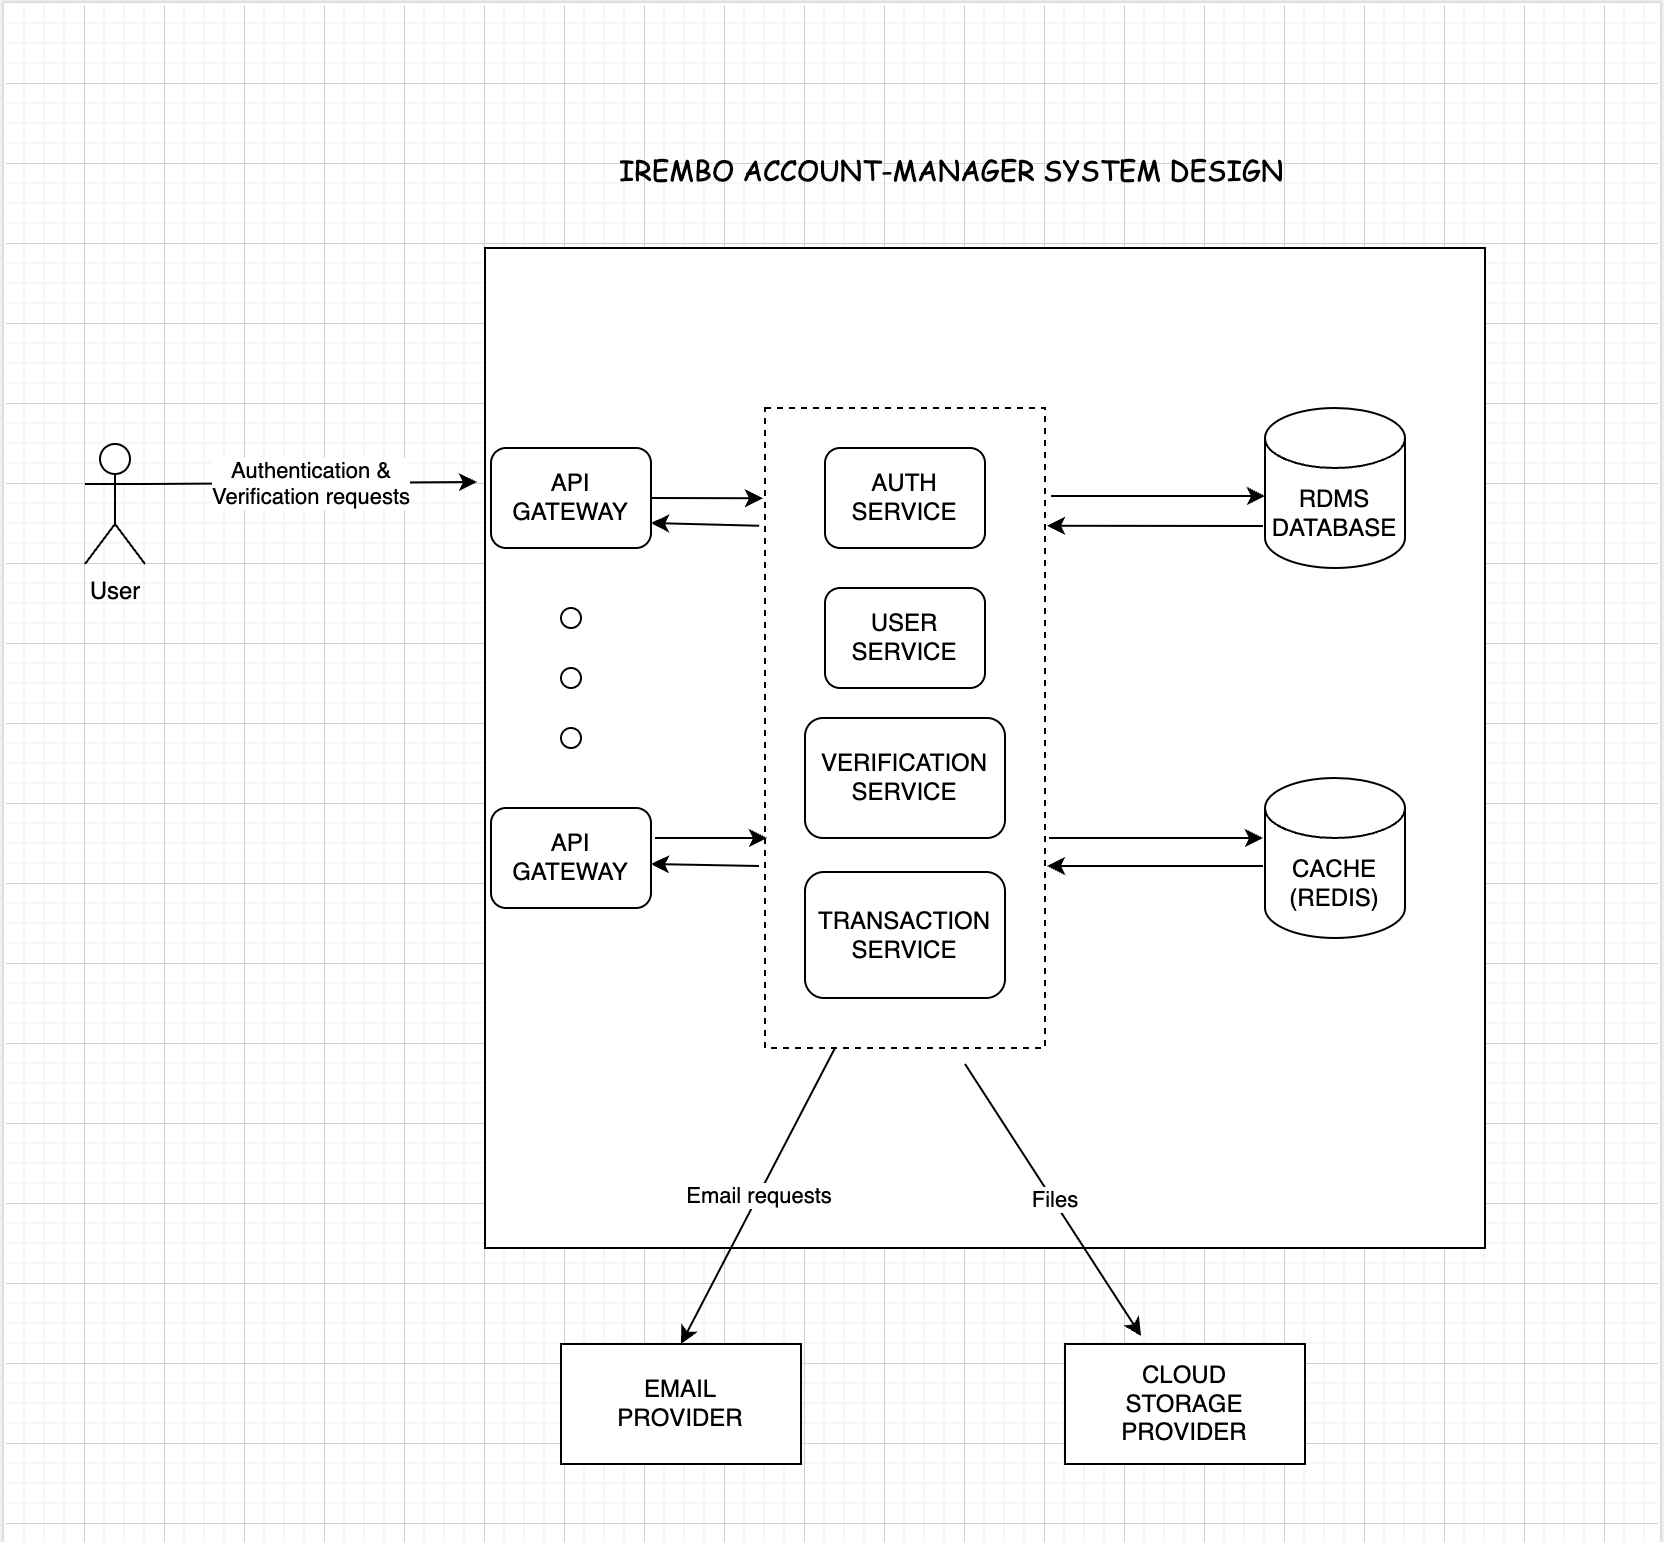 IREMBO ACCOUNT-MANAGER SYSTEM DESIGN
Authentication &
Verification requests
User
API
GATEWAY
AUTH
SERVICE
RDMS
DATABASE
USER
SERVICE
VERIFICATION
SERVICE
API
GATEWAY
CACHE
(REDIS)
TRANSACTION
SERVICE
Email requests
Files
EMAIL
PROVIDER
CLOUD
STORAGE
PROVIDER